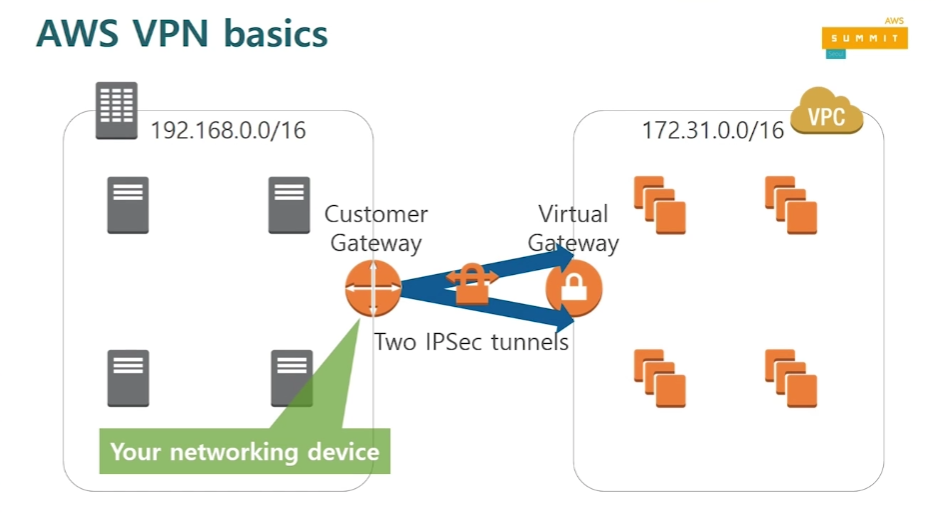 AWS VPN basics
AWS
SUMMIT
192.168.0.0/16
172.31.0.0/16
VPC
Customer
Gateway
Virtual
Gateway
Two IPSec tunnels
Your networking device